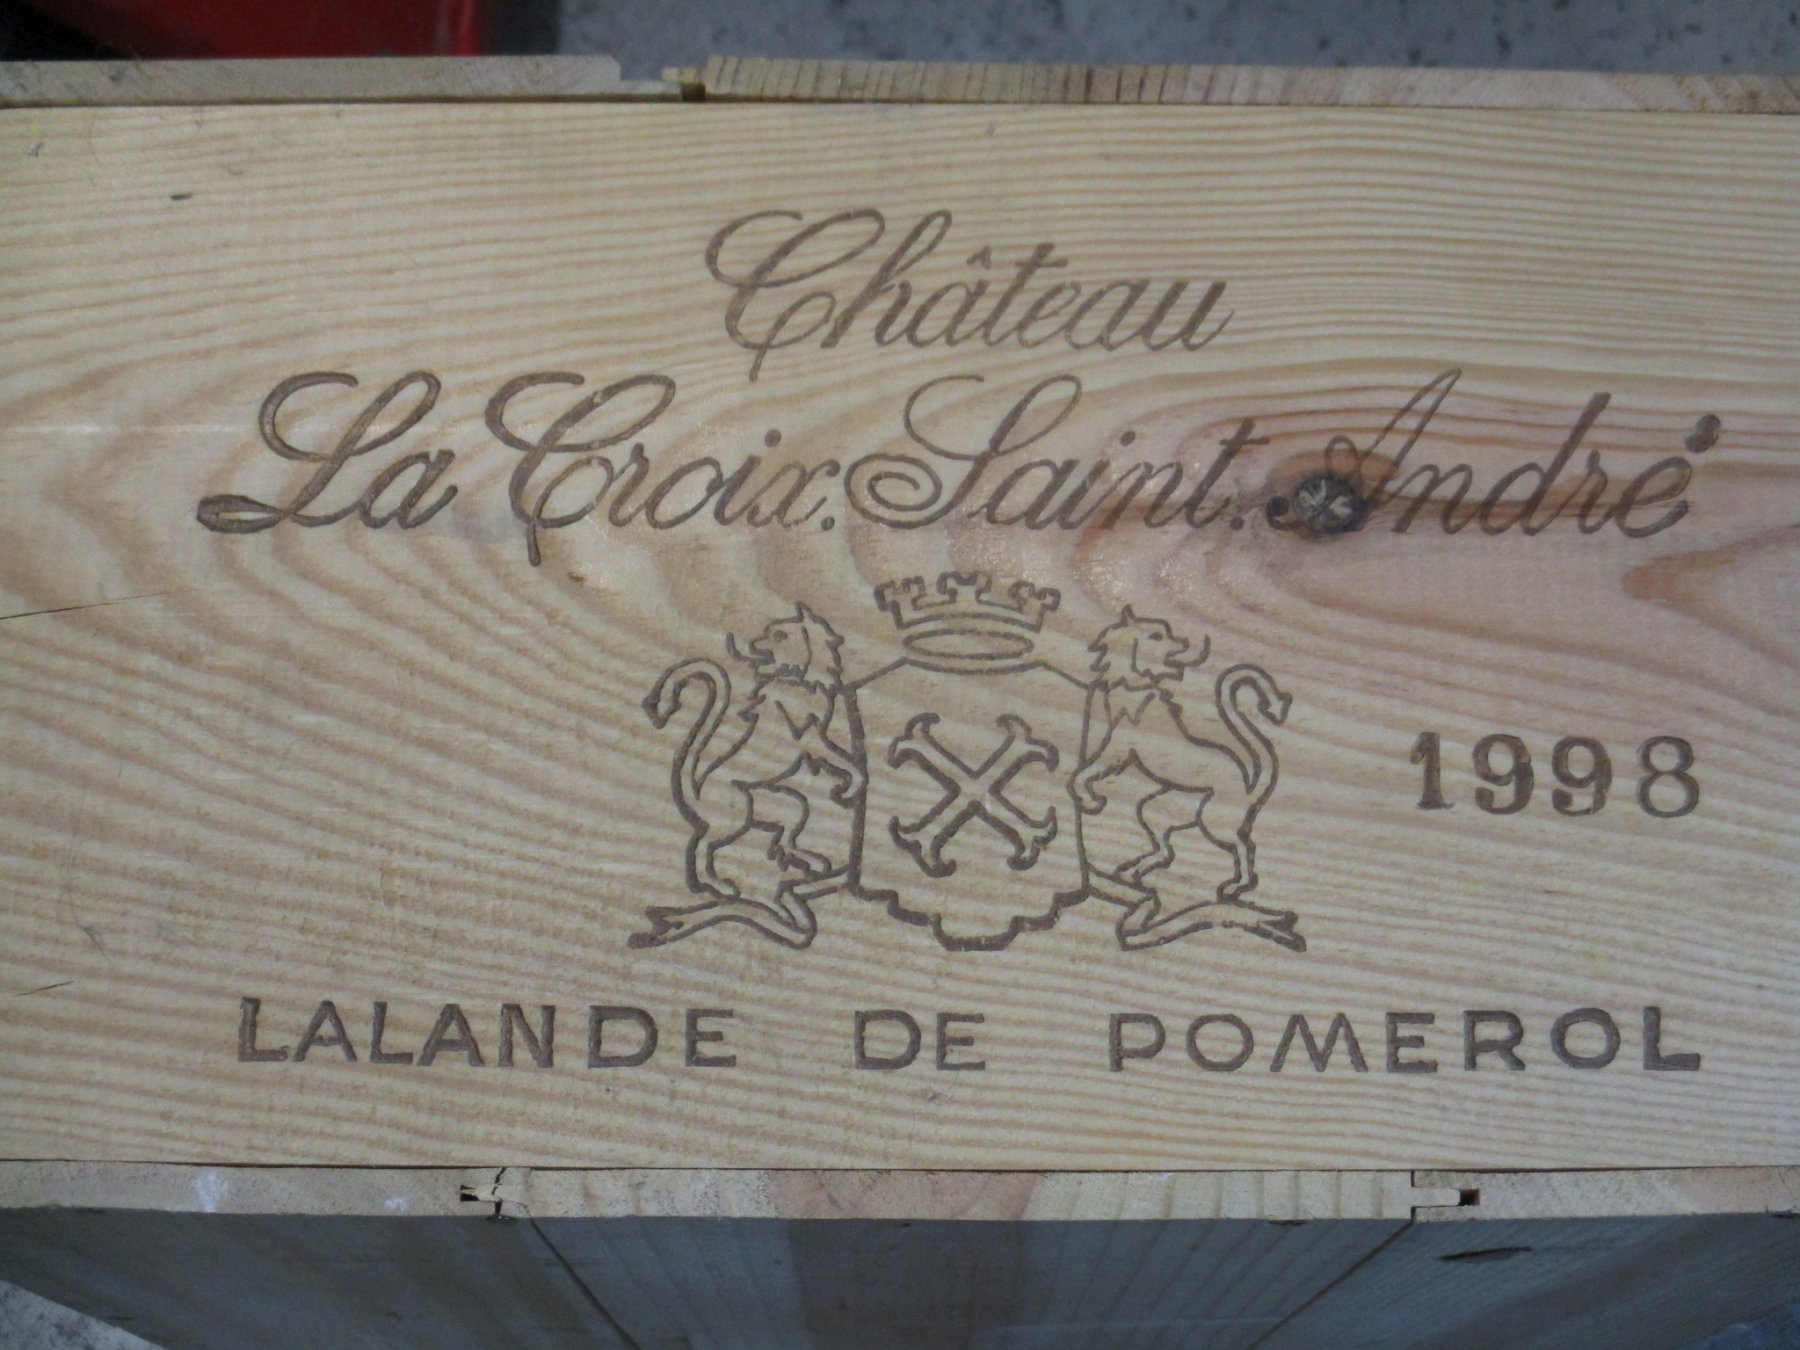 Château
La Croix. Saint. André
1998
LALANDE DE POMEROL